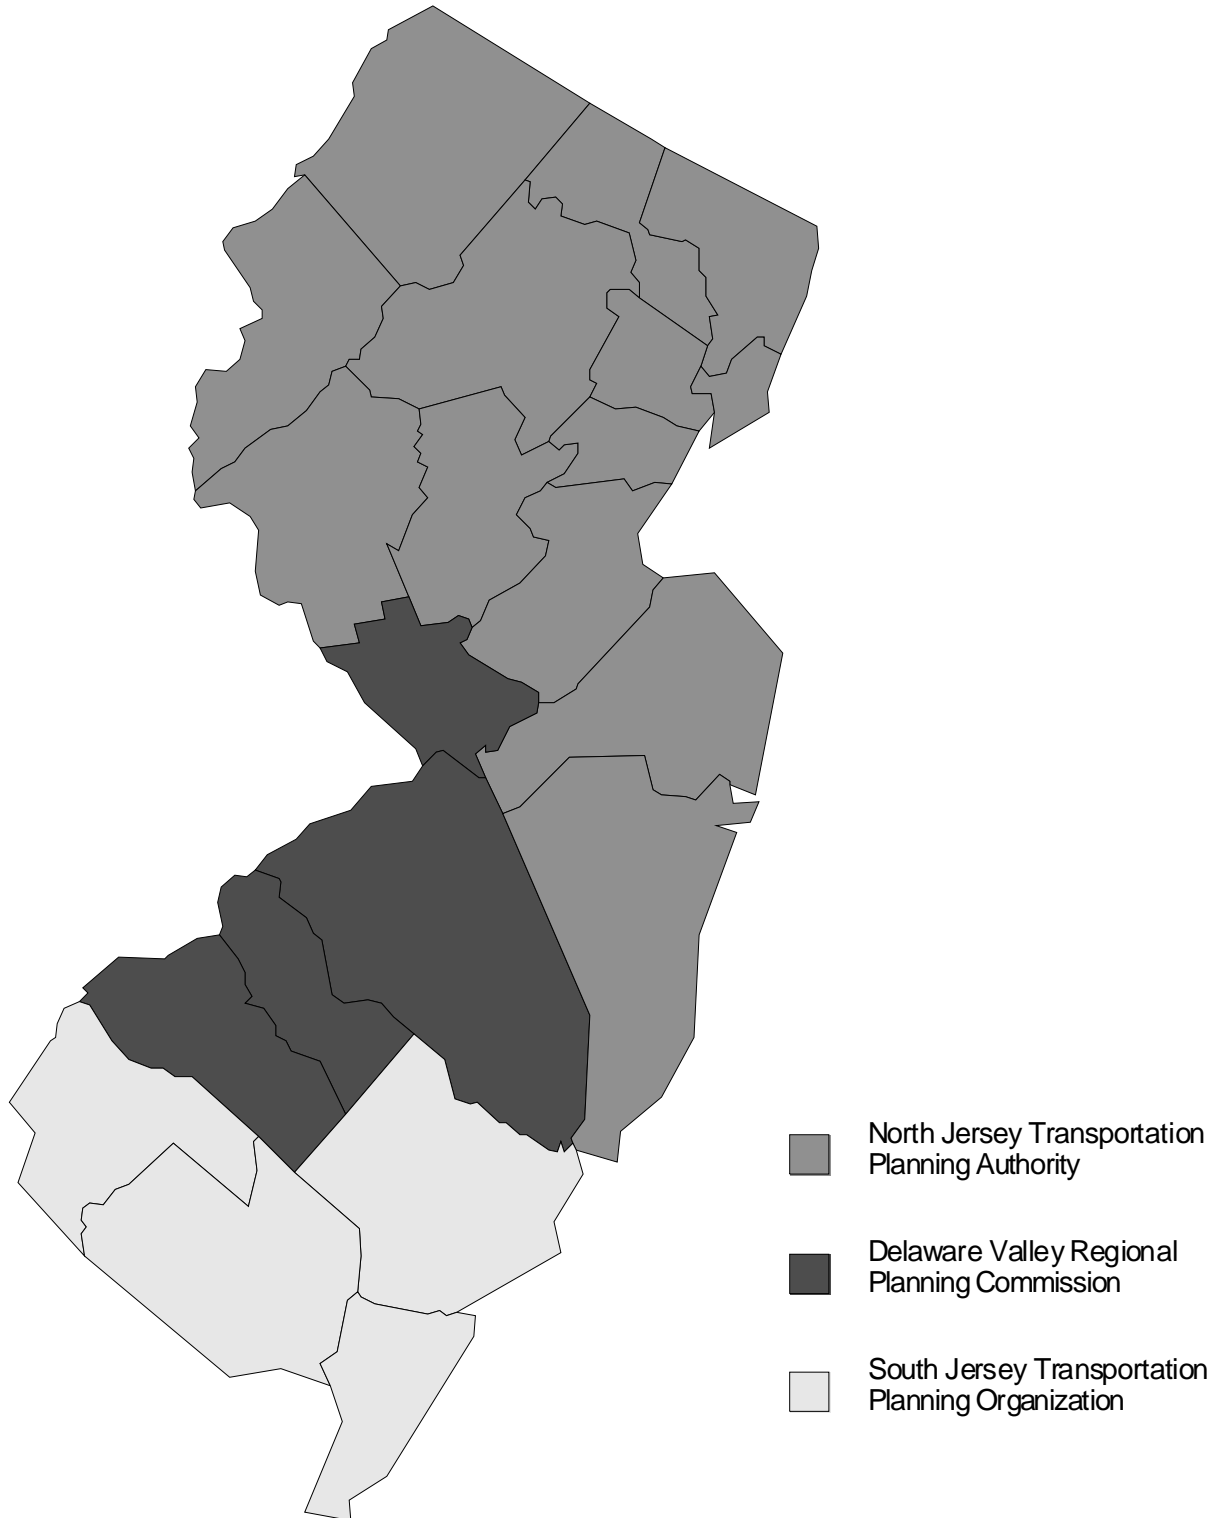 North Jersey Transportation
Planning Authority
Delaware Valley Regional
Planning Commission
South Jersey Transportation
Planning Organization